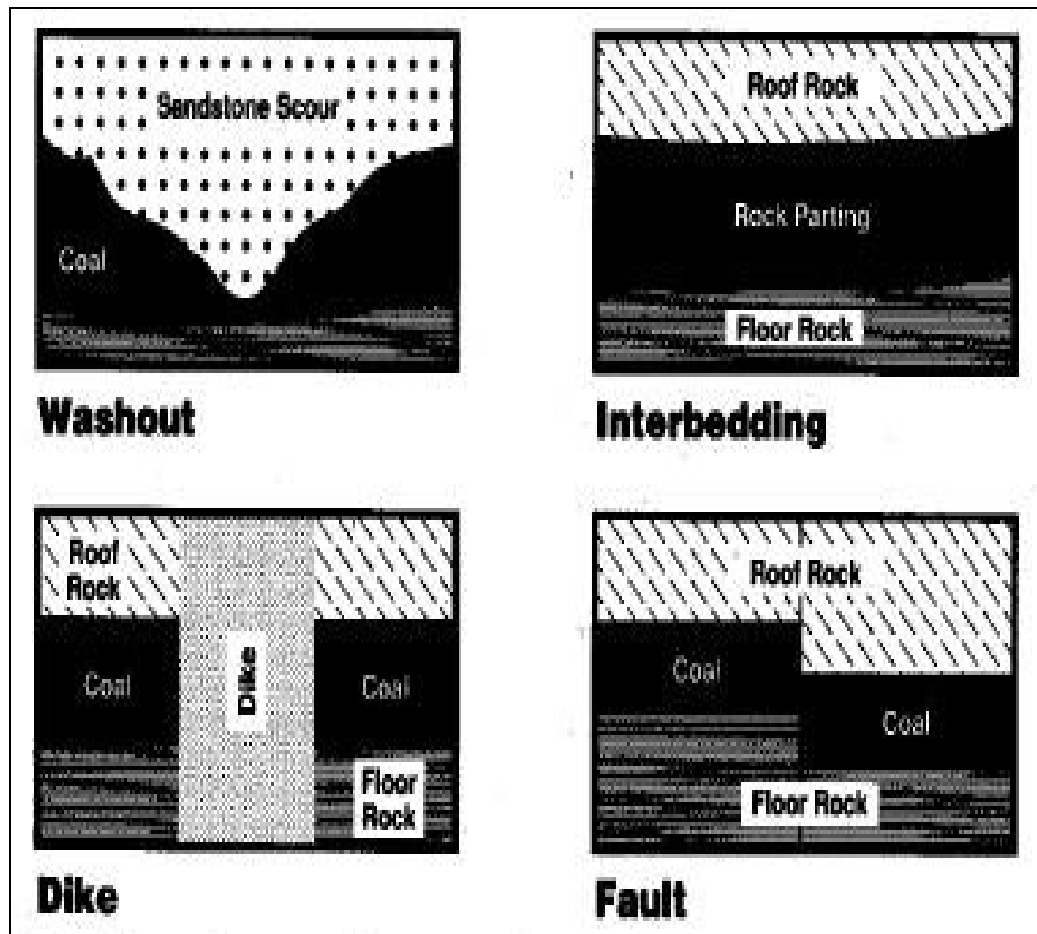 Sandstone Scour
Coal
Washout
Roof Rock
Rock Parting
Floor Rock
Interbedding
Roof
Rock
Coal
Dike
Coal
Floor
Rock
Dike
Roof Rock
Coal
Coal
Floor Rock
Fault